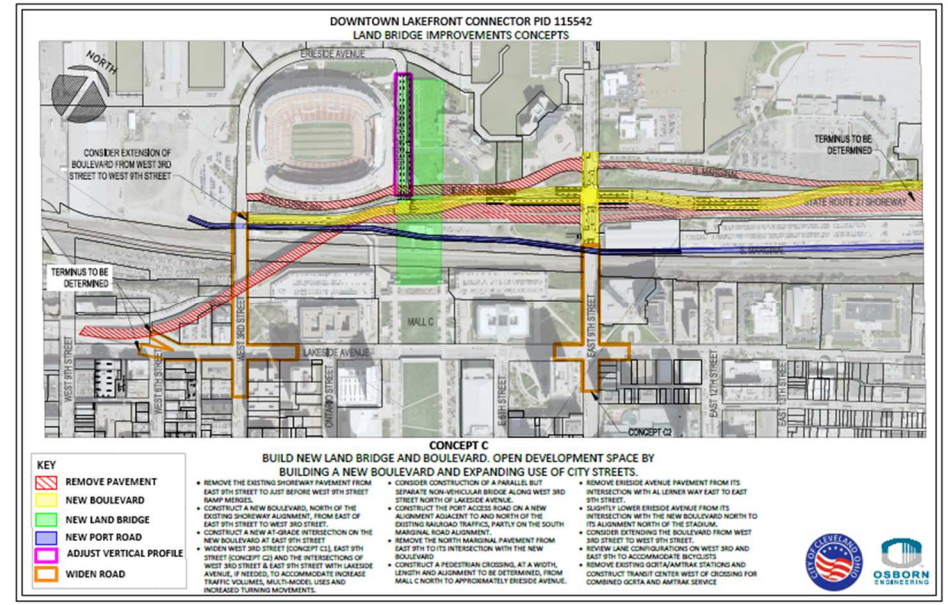 DOWNTOWN LAKEFRONT CONNECTOR PID 115542
LAND BRIDGE IMPROVEMENTS CONCEPTS
ERIESIDE AVENUE
NORTH
CONSIDER EXTENSION OF
BOULEVARD FROM WEST 3RD
STREET TO WEST 9TH STREET
TERMINUS TO BE
DETERMINED
STATE ROUTE 2 / SHOREWAY
TERMINUS TO BE
DETERMINED
MALL C
WEST 3RD STREET
EAST 9TH STREET
LAKESIDE AVENUE
WEST 9TH STREET
WEST 6TH STREET
ONTARIO STREET
E 6TH STREET
EAST 12TH STREET
CONCEPT C2
CONCEPT C
BUILD NEW LAND BRIDGE AND BOULEVARD. OPEN DEVELOPMENT SPACE BY
BUILDING A NEW BOULEVARD AND EXPANDING USE OF CITY STREETS.
KEY
REMOVE PAVEMENT
NEW BOULEVARD
NEW LAND BRIDGE
NEW PORT ROAD
ADJUST VERTICAL PROFILE
WIDEN ROAD
• REMOVE THE EXISTING SHOREWAY PAVEMENT FROM
EAST 9TH STREET TO JUST BEFORE WEST 9TH STREET
RAMP MERGES.
• CONSTRUCT A NEW BOULEVARD, NORTH OF THE
EXISTING SHOREWAY ALIGNMENT, FROM EAST OF
EAST 9TH STREET TO WEST 3RD STREET.
• CONSTRUCT A NEW AT-GRADE INTERSECTION ON THE
NEW BOULEVARD AT EAST 9TH STREET
• WIDEN WEST 3RD STREET (CONCEPT C1), EAST 9TH
STREET (CONCEPT C2) AND THE INTERSECTIONS OF
WEST 3RD STREET & EAST 9TH STREET WITH LAKESIDE
AVENUE, IF NEEDED, TO ACCOMMODATE INCREASE
TRAFFIC VOLUMES, MULTI-MODEL USES AND
INCREASED TURNING MOVEMENTS.
• CONSIDER CONSTRUCTION OF A PARALLEL BUT
SEPARATE NON-VEHICULAR BRIDGE ALONG WEST 3RD
STREET NORTH OF LAKESIDE AVENUE.
• CONSTRUCT THE PORT ACCESS ROAD ON A NEW
ALIGNMENT ADJACENT TO AND NORTH OF THE
EXISTING RAILROAD TRAFFICS, PARTLY ON THE SOUTH
MARGINAL ROAD ALIGNMENT.
• REMOVE THE NORTH MARGINAL PAVEMENT FROM
EAST 9TH TO ITS INTERSECTION WITH THE NEW
BOULEVARD
• CONSTRUCT A PEDESTRIAN CROSSING, AT A WIDTH,
LENGTH AND ALIGNMENT TO BE DETERMINED, FROM
MALL C NORTH TO APPROXIMATELY ERIESIDE AVENUE.
• REMOVE ERIESIDE AVENUE PAVEMENT FROM ITS
INTERSECTION WITH AL LERNER WAY EAST TO EAST
9TH STREET.
• SLIGHTLY LOWER ERIESIDE AVENUE FROM ITS
INTERSECTION WITH THE NEW BOULEVARD NORTH TO
ITS ALIGNMENT NORTH OF THE STADIUM.
• CONSIDER EXTENDING THE BOULEVARD FROM WEST
3RD STREET TO WEST 9TH STREET.
• REVIEW LANE CONFIGURATIONS ON WEST 3RD AND
EAST 9TH TO ACCOMMODATE BICYCLISTS
• REMOVE EXISTING GCRTA/AMTRAK STATIONS AND
CONSTRUCT TRANSIT CENTER WEST OF CROSSING FOR
COMBINED GCRTA AND AMTRAK SERVICE
CITY OF CLEVELAND OHIO
OSBORN
ENGINEERING